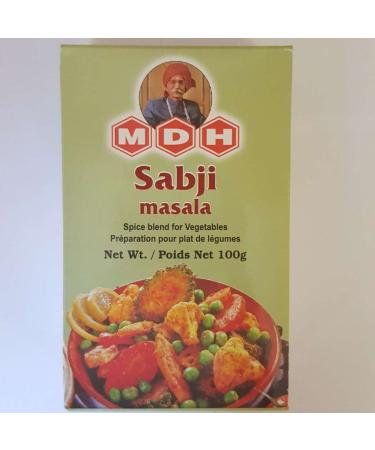 MDH
Sabji
masala
Spice blend for Vegetables
Préparation pour plat de légumes
Net Wt. / Poids Net 100g